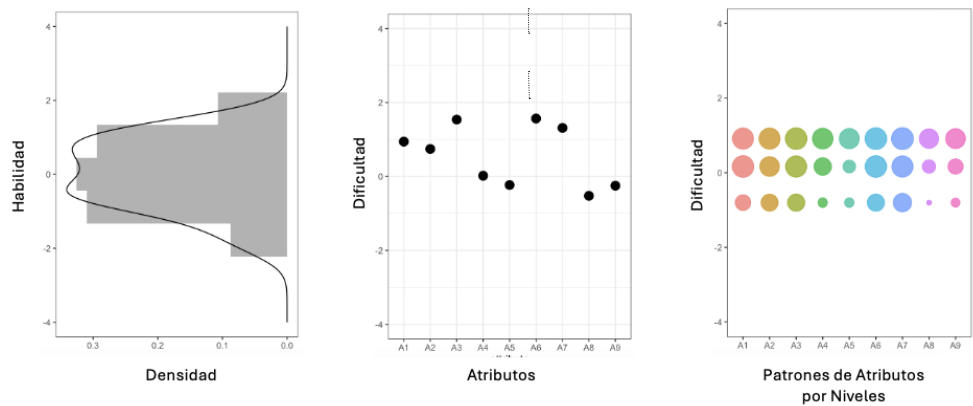 4
2
0
-2
-4
Habilidad
0.3 0.2 0.1 0.0
Densidad
4
2
0
-2
-4
Dificultad
A1 A2 A3 A4 A5 A6 A7 A8 A9
Atributos
4
2
0
-2
-4
Dificultad
A1 A2 A3 A4 A5 A6 A7 A8 A9
Patrones de Atributos
por Niveles